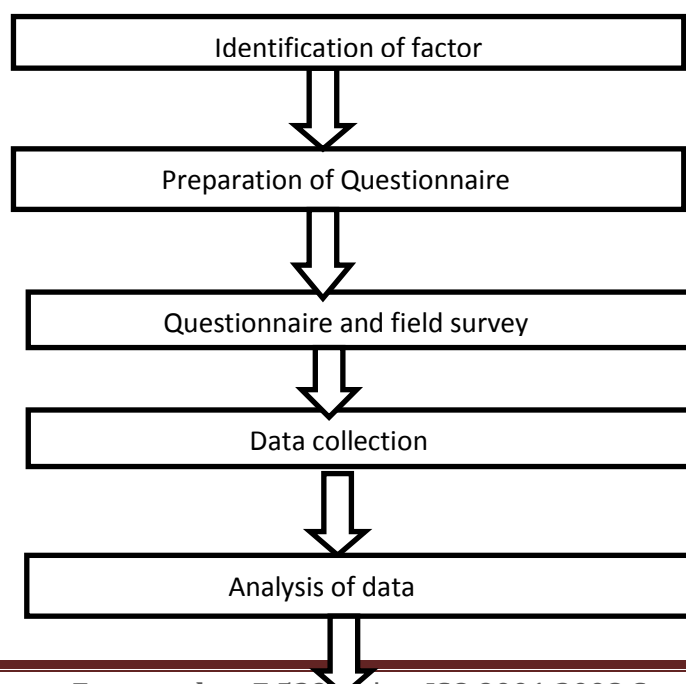 Identification of factor
Preparation of Questionnaire
Questionnaire and field survey
Data collection
Analysis of data